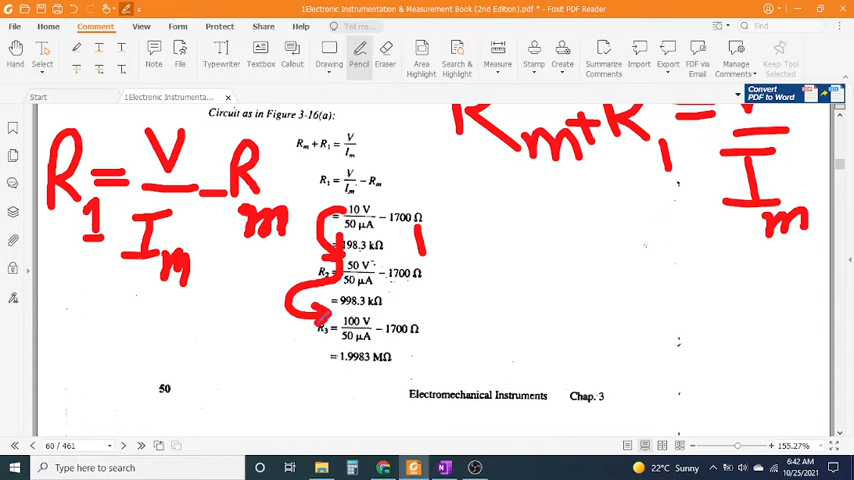 1Electronic Instrumentation & Measurement Book (2nd Edition).pdf * - Foxit PDF Reader
File Home Comment View Form Protect Share Help Tell me... Find
Hand Select Note File Typewriter Textbox Callout Drawing Pencil Eraser Area Highlight Search & Highlight Measure Stamp Create Summarize Comments Import Export FDF via Email Manage Comments Keep Tool Selected
Start 1Electronic Instrumenta... Convert PDF to Word
Circuit as in Figure 3-16(a):
Rm + R1 = V / Im
R1 = V / Im - Rm
Rm + R1 = V / Im
R1 = V / Im − Rm
= 10 V / 50 µA − 1700 Ω
= 198.3 kΩ
1
R2 = 50 V / 50 µA − 1700 Ω
= 998.3 kΩ
R3 = 100 V / 50 µA − 1700 Ω
= 1.9983 MΩ
50
Electromechanical Instruments Chap. 3
60 / 461 155.27%
Type here to search 22°C Sunny 6:42 AM
10/25/2021